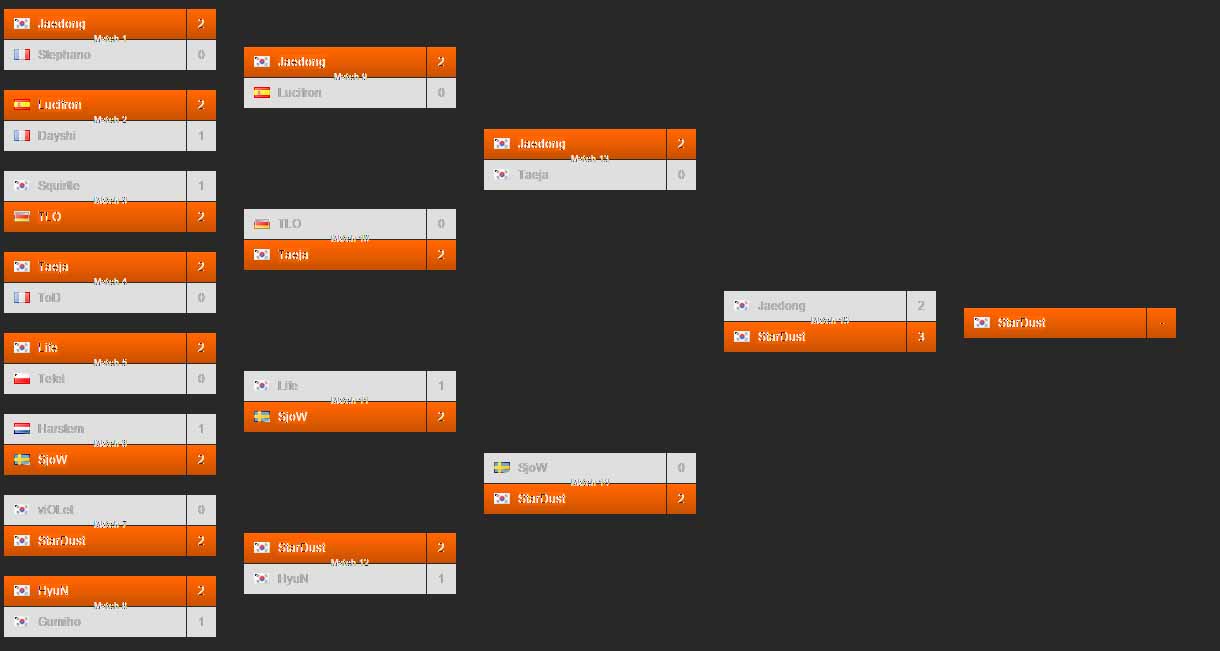 Jaedong 2
Match 1
Stephano 0
Lucifron 2
Match 2
Dayshi 1
Squirtle 1
Match 3
TLO 2
Taeja 2
Match 4
ToD 0
Life 2
Match 5
Tefel 0
Harstem 1
Match 6
SjoW 2
viOLet 0
Match 7
StarDust 2
HyuN 2
Match 8
Gumiho 1
Jaedong 2
Match 9
Lucifron 0
TLO 0
Match 10
Taeja 2
Life 1
Match 11
SjoW 2
StarDust 2
Match 12
HyuN 1
Jaedong 2
Match 13
Taeja 0
SjoW 0
Match 14
StarDust 2
Jaedong 2
Match 15
StarDust 3
StarDust -